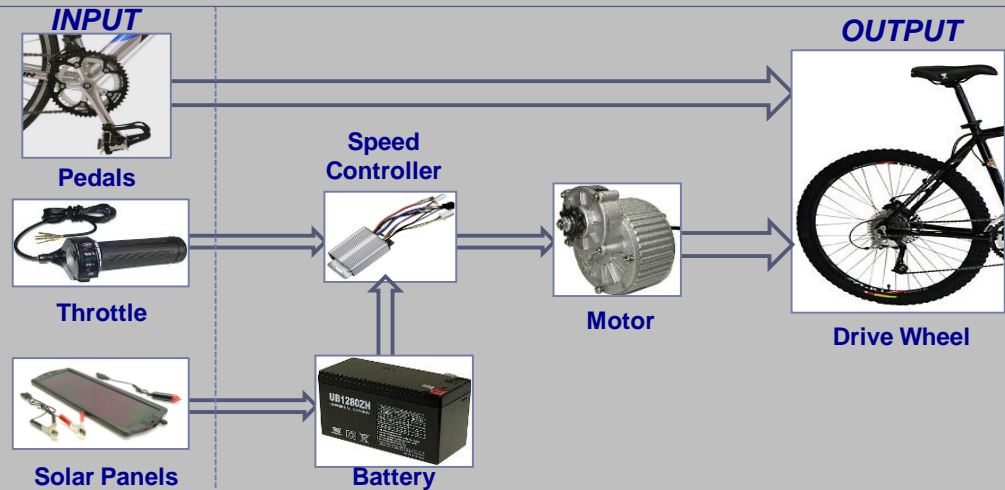 INPUT
OUTPUT
Pedals
Speed
Controller
Throttle
Motor
Drive Wheel
UB1280ZH
Solar Panels
Battery